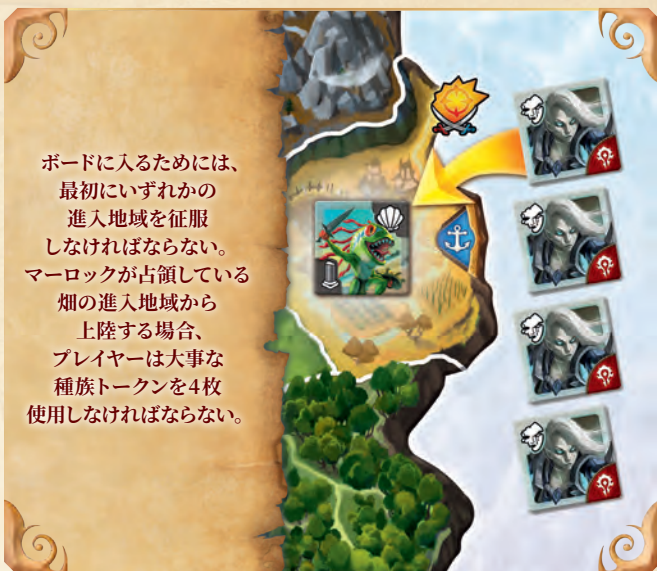 ボードに入るためには、
最初にいずれかの
進入地域を征服
しなければならない。
マーロックが占領している
畑の進入地域から
上陸する場合、
プレイヤーは大事な
種族トークンを4枚
使用しなければならない。